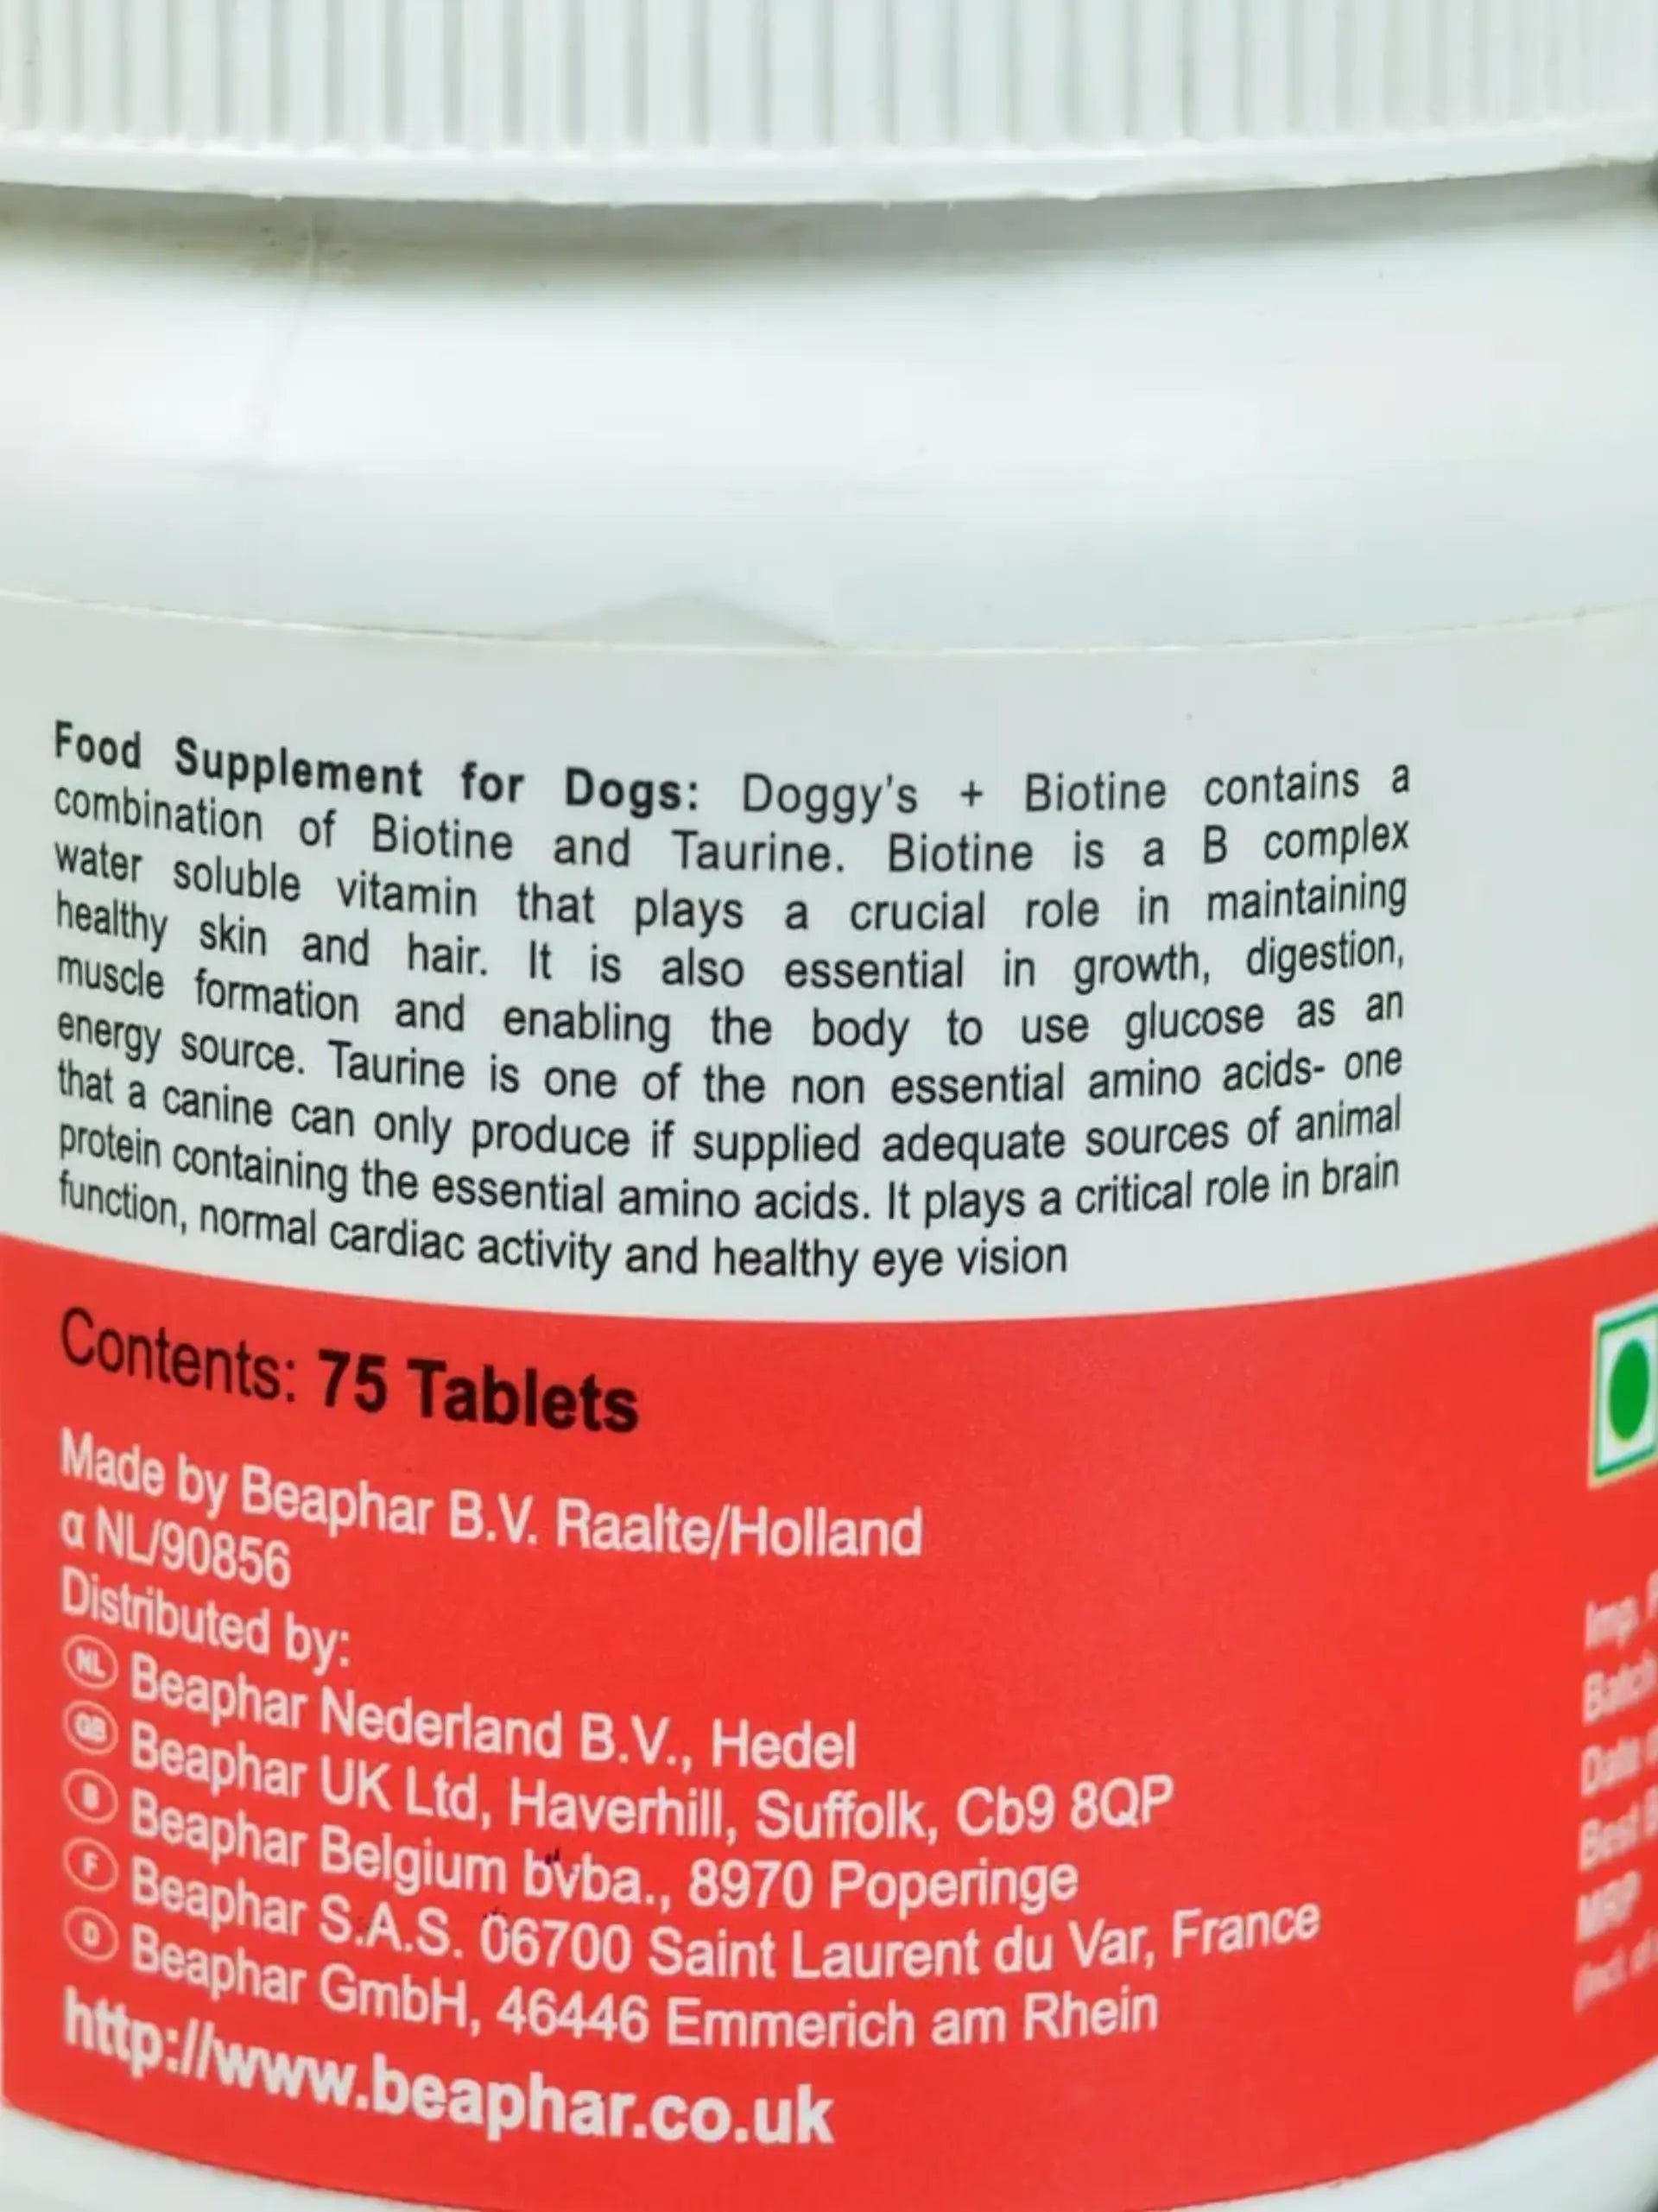 Food Supplement for Dogs: Doggy's + Biotine contains a
combination of Biotine and Taurine. Biotine is a B complex
water soluble vitamin that plays a crucial role in maintaining
healthy skin and hair. It is also essential in growth, digestion,
muscle formation and enabling the body to use glucose as an
energy source. Taurine is one of the non essential amino acids- one
that a canine can only produce if supplied adequate sources of animal
protein containing the essential amino acids. It plays a critical role in brain
function, normal cardiac activity and healthy eye vision
Contents: 75 Tablets
Made by Beaphar B.V. Raalte/Holland
α NL/90856
Distributed by:
NL Beaphar Nederland B.V., Hedel
GB Beaphar UK Ltd, Haverhill, Suffolk, Cb9 8QP
B Beaphar Belgium bvba., 8970 Poperinge
F Beaphar S.A.S. 06700 Saint Laurent du Var, France
D Beaphar GmbH, 46446 Emmerich am Rhein
http://www.beaphar.co.uk
Imp.
Batch
Date
Best
MRP